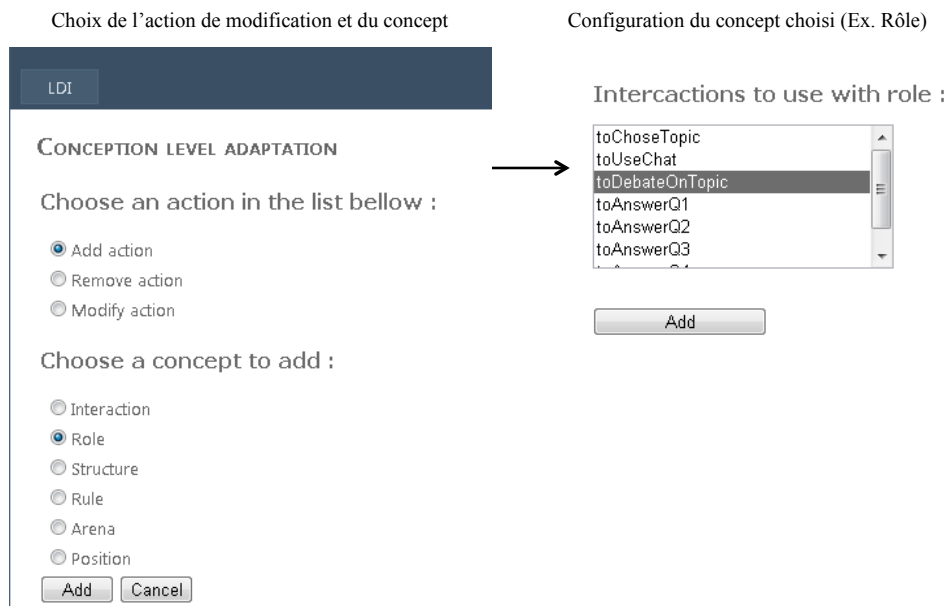 Choix de l’action de modification et du concept
Configuration du concept choisi (Ex. Rôle)
LDI
CONCEPTION LEVEL ADAPTATION
Choose an action in the list bellow :
Add action
Remove action
Modify action
Choose a concept to add :
Interaction
Role
Structure
Rule
Arena
Position
Add
Cancel
Intercactions to use with role :
toChoseTopic
toUseChat
toDebateOnTopic
toAnswerQ1
toAnswerQ2
toAnswerQ3
Add